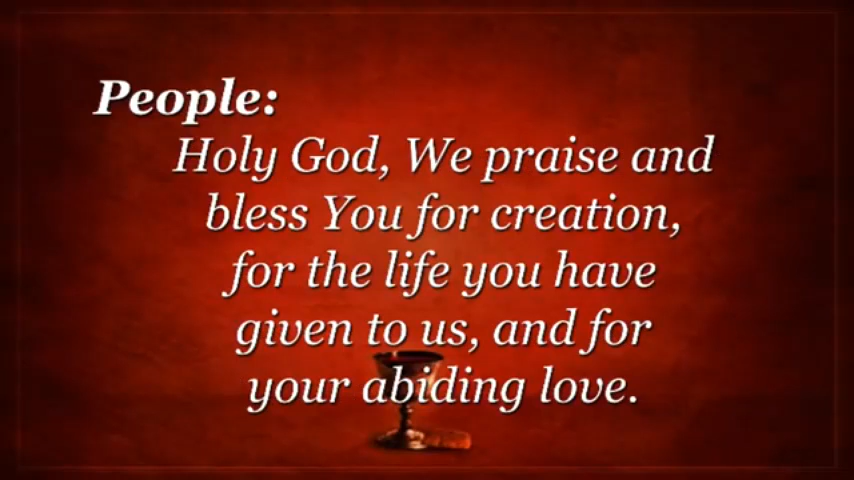 People:
Holy God, We praise and
bless You for creation,
for the life you have
given to us, and for
your abiding love.